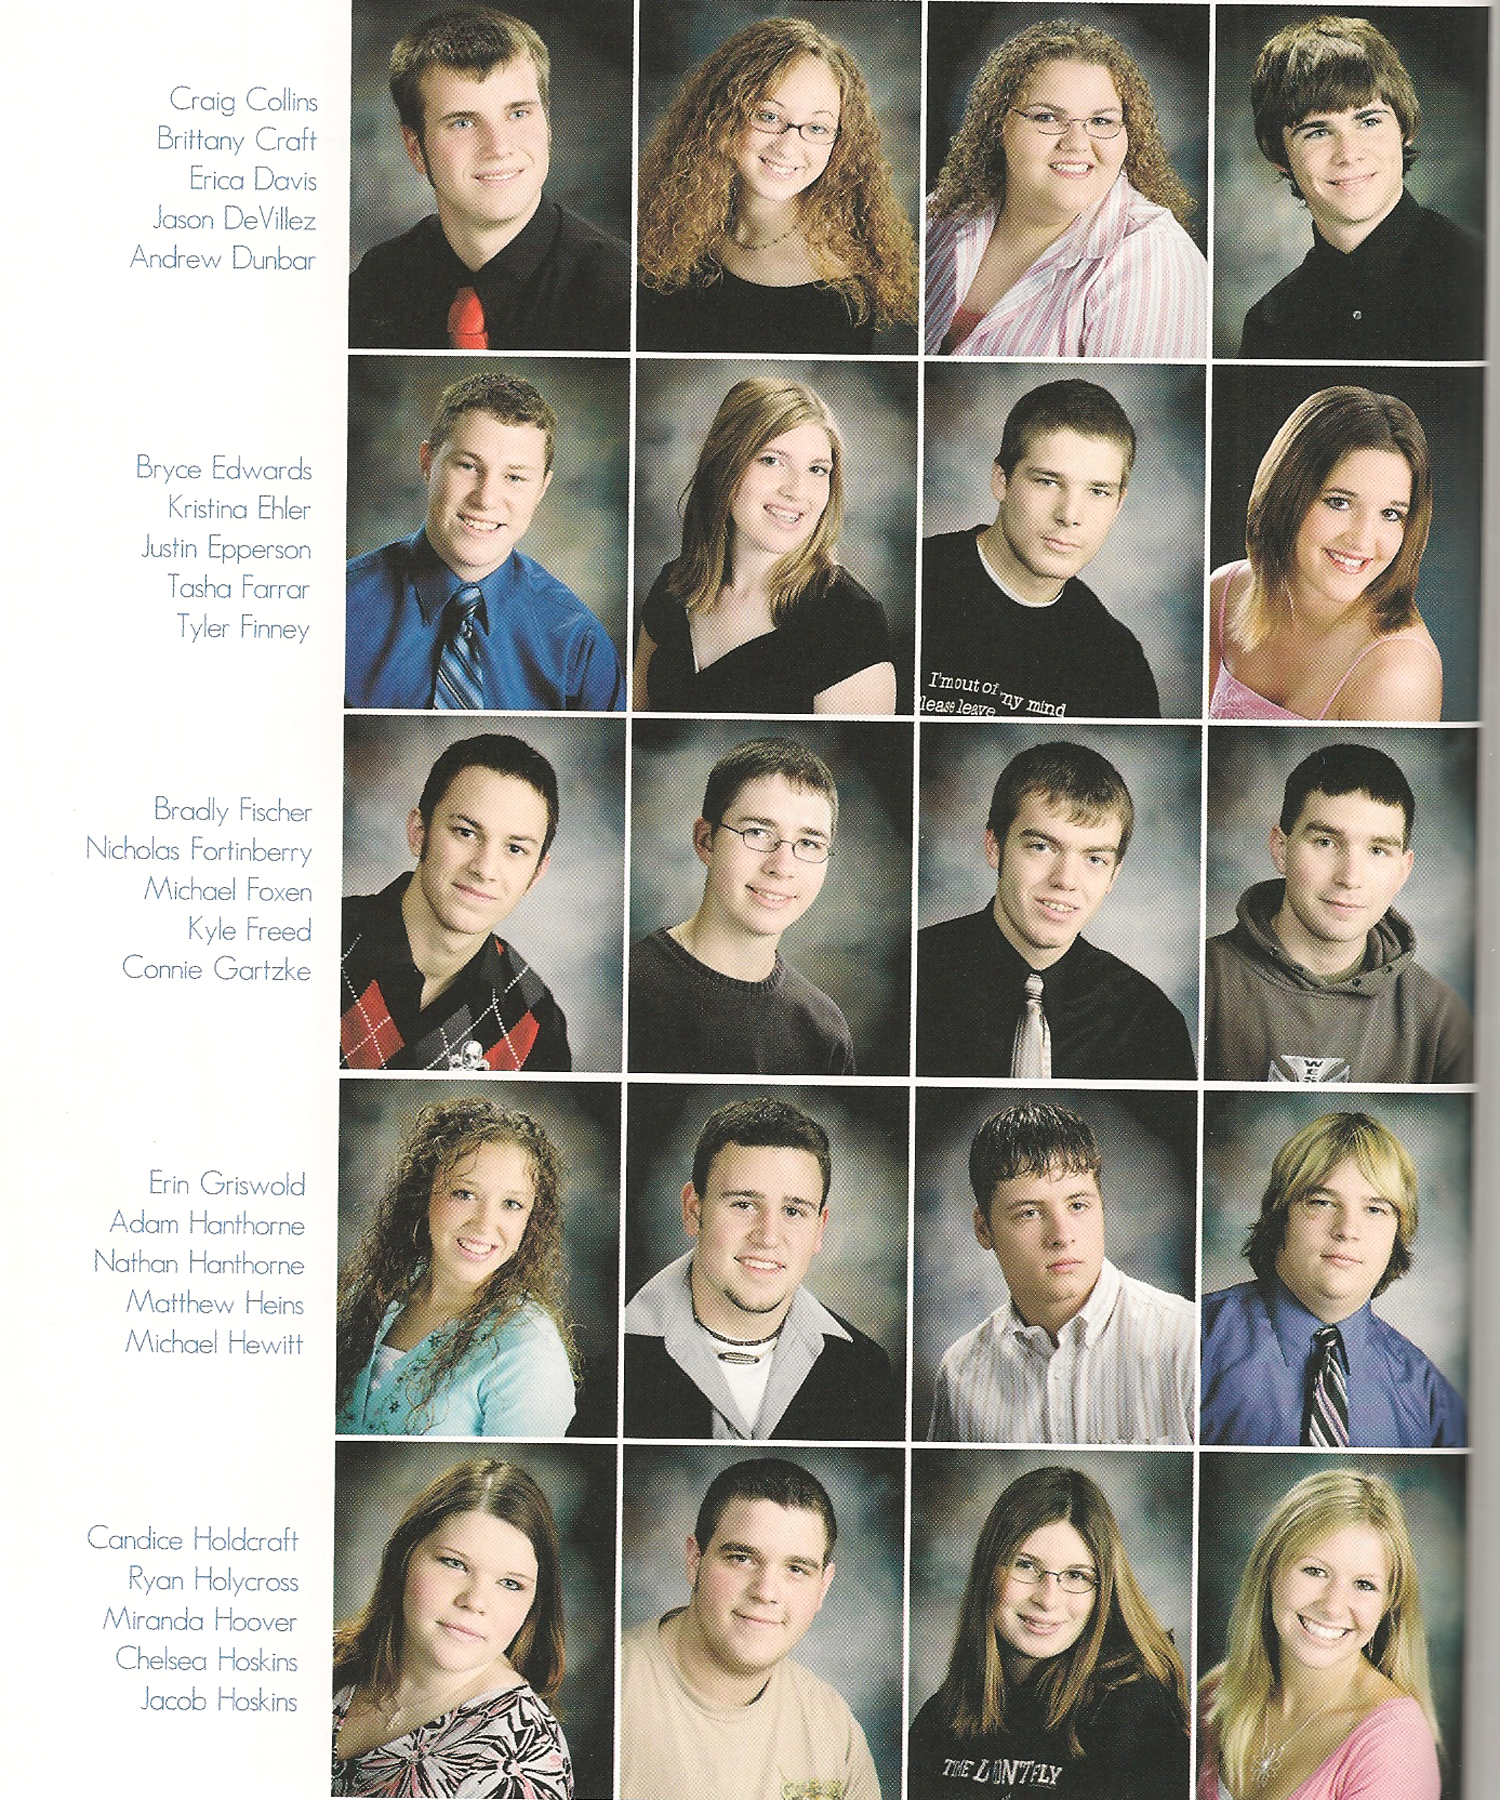 Craig Collins
Brittany Craft
Erica Davis
Jason DeVillez
Andrew Dunbar
Bryce Edwards
Kristina Ehler
Justin Epperson
Tasha Farrar
Tyler Finney
I'm out of my mind
lease leave
Bradly Fischer
Nicholas Fortinberry
Michael Foxen
Kyle Freed
Connie Gartzke
Erin Griswold
Adam Hanthorne
Nathan Hanthorne
Matthew Heins
Michael Hewitt
Candice Holdcraft
Ryan Holycross
Miranda Hoover
Chelsea Hoskins
Jacob Hoskins